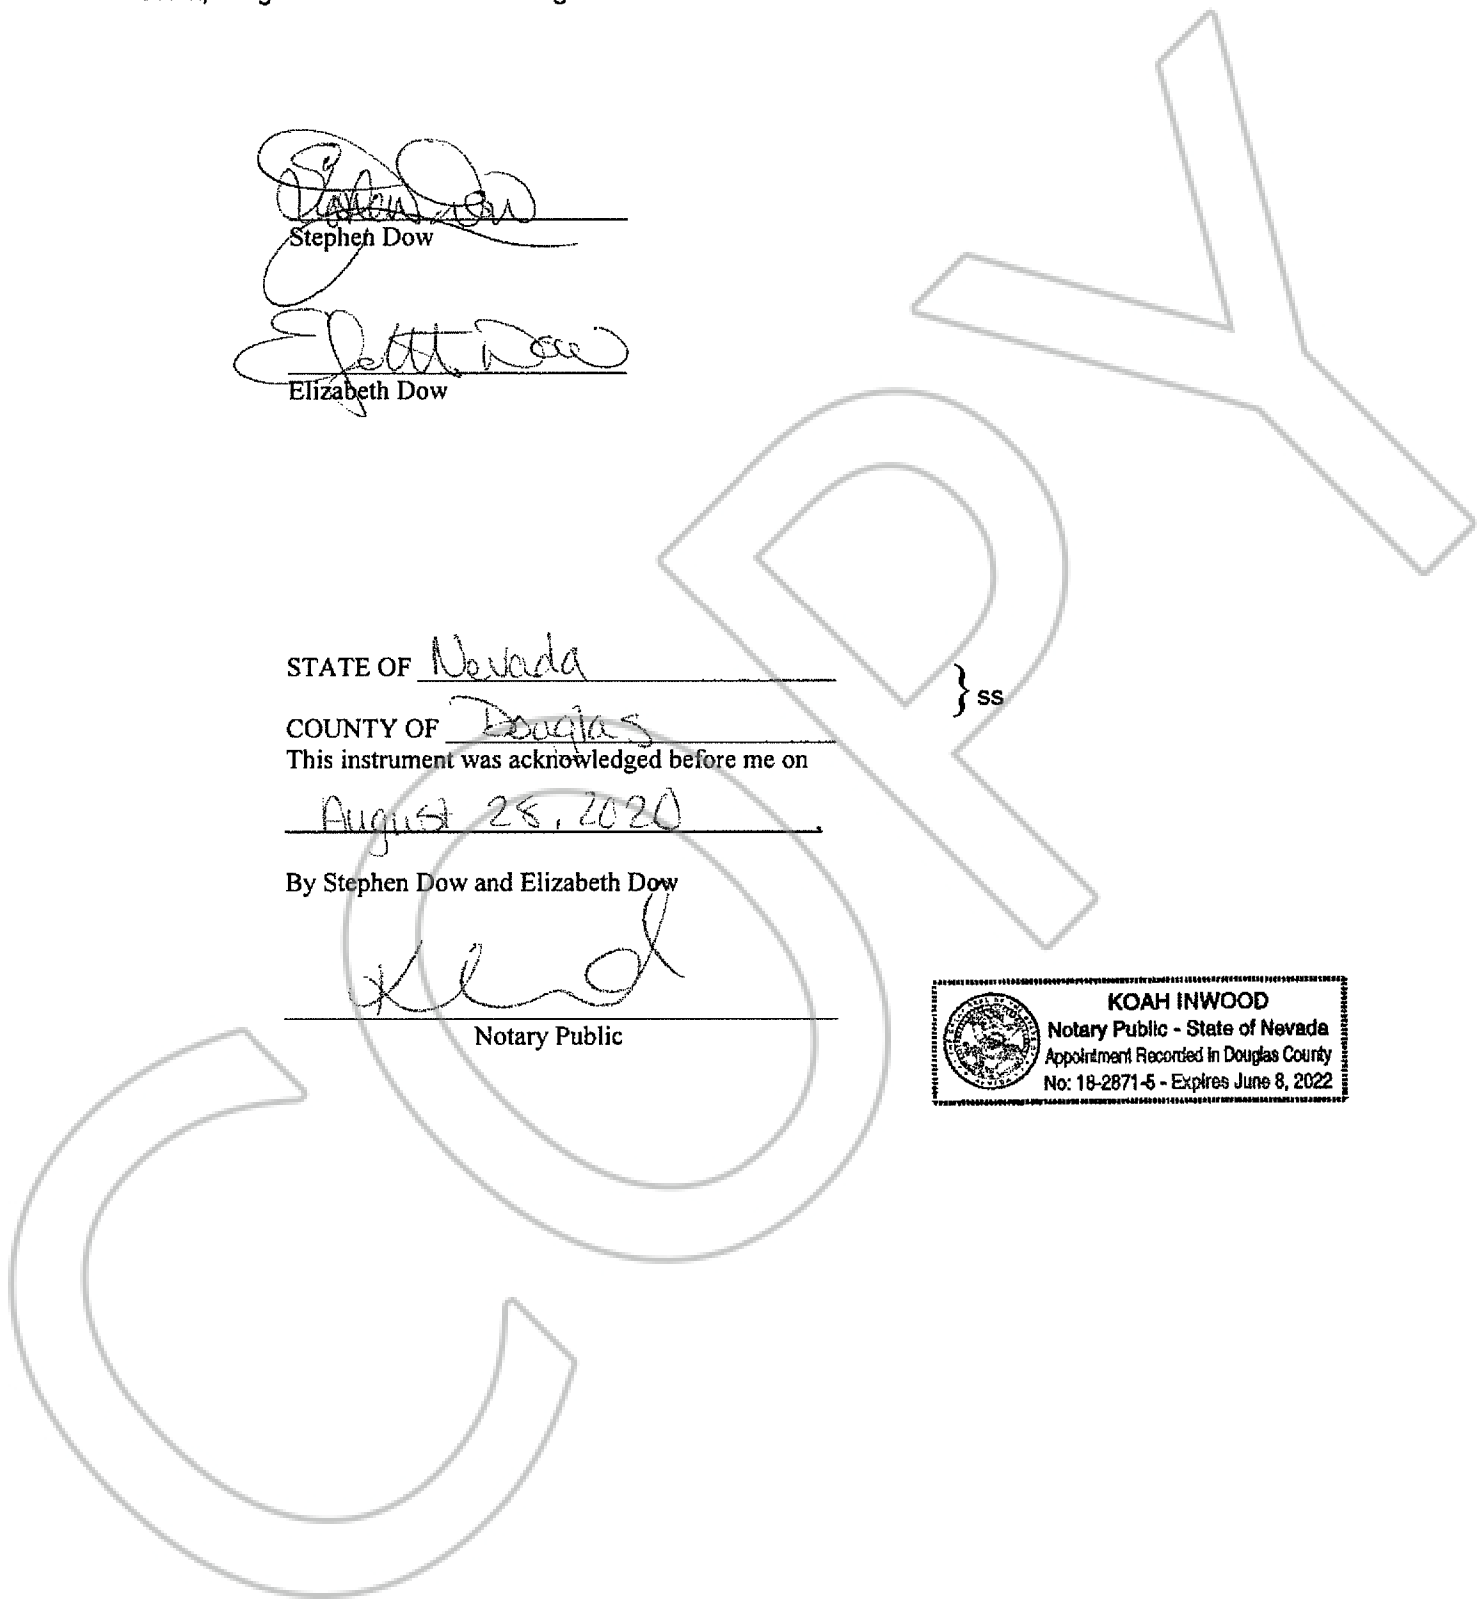 Stephen Dow
Stephen Dow
Elizabeth Dow
STATE OF Nevada
} ss
COUNTY OF Douglas
This instrument was acknowledged before me on
August 28, 2020.
By Stephen Dow and Elizabeth Dow
Notary Public
KOAH INWOOD
Notary Public - State of Nevada
Appointment Recorded in Douglas County
No: 18-2871-5 - Expires June 8, 2022
COPY